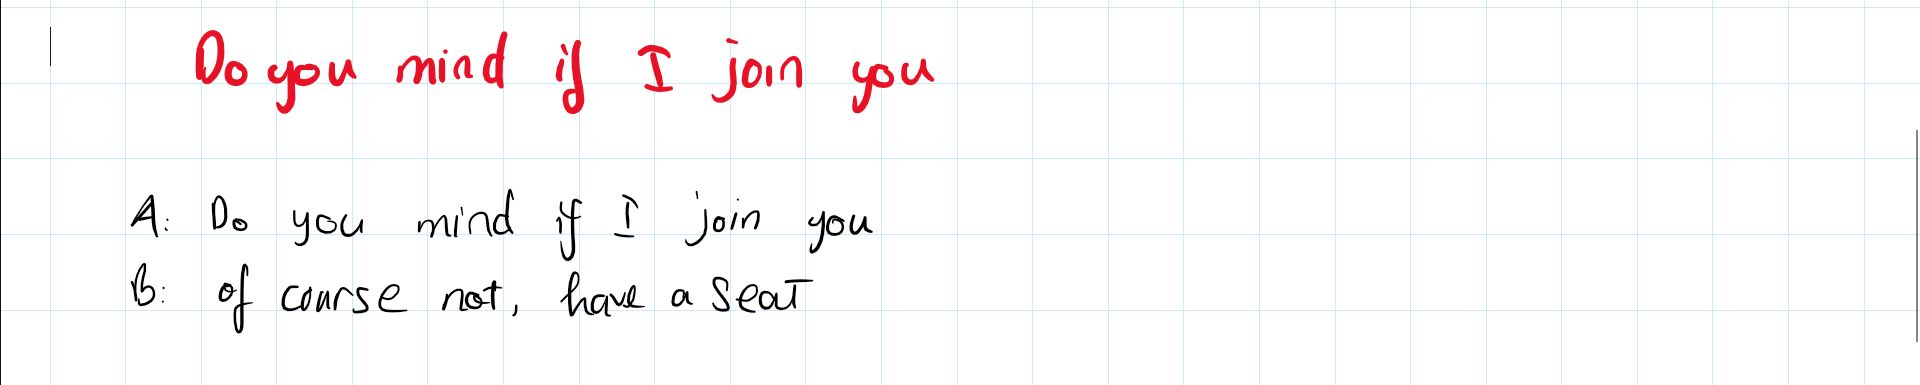 Do you mind if I join you
A: Do you mind if I join you
B: of course not, have a seat